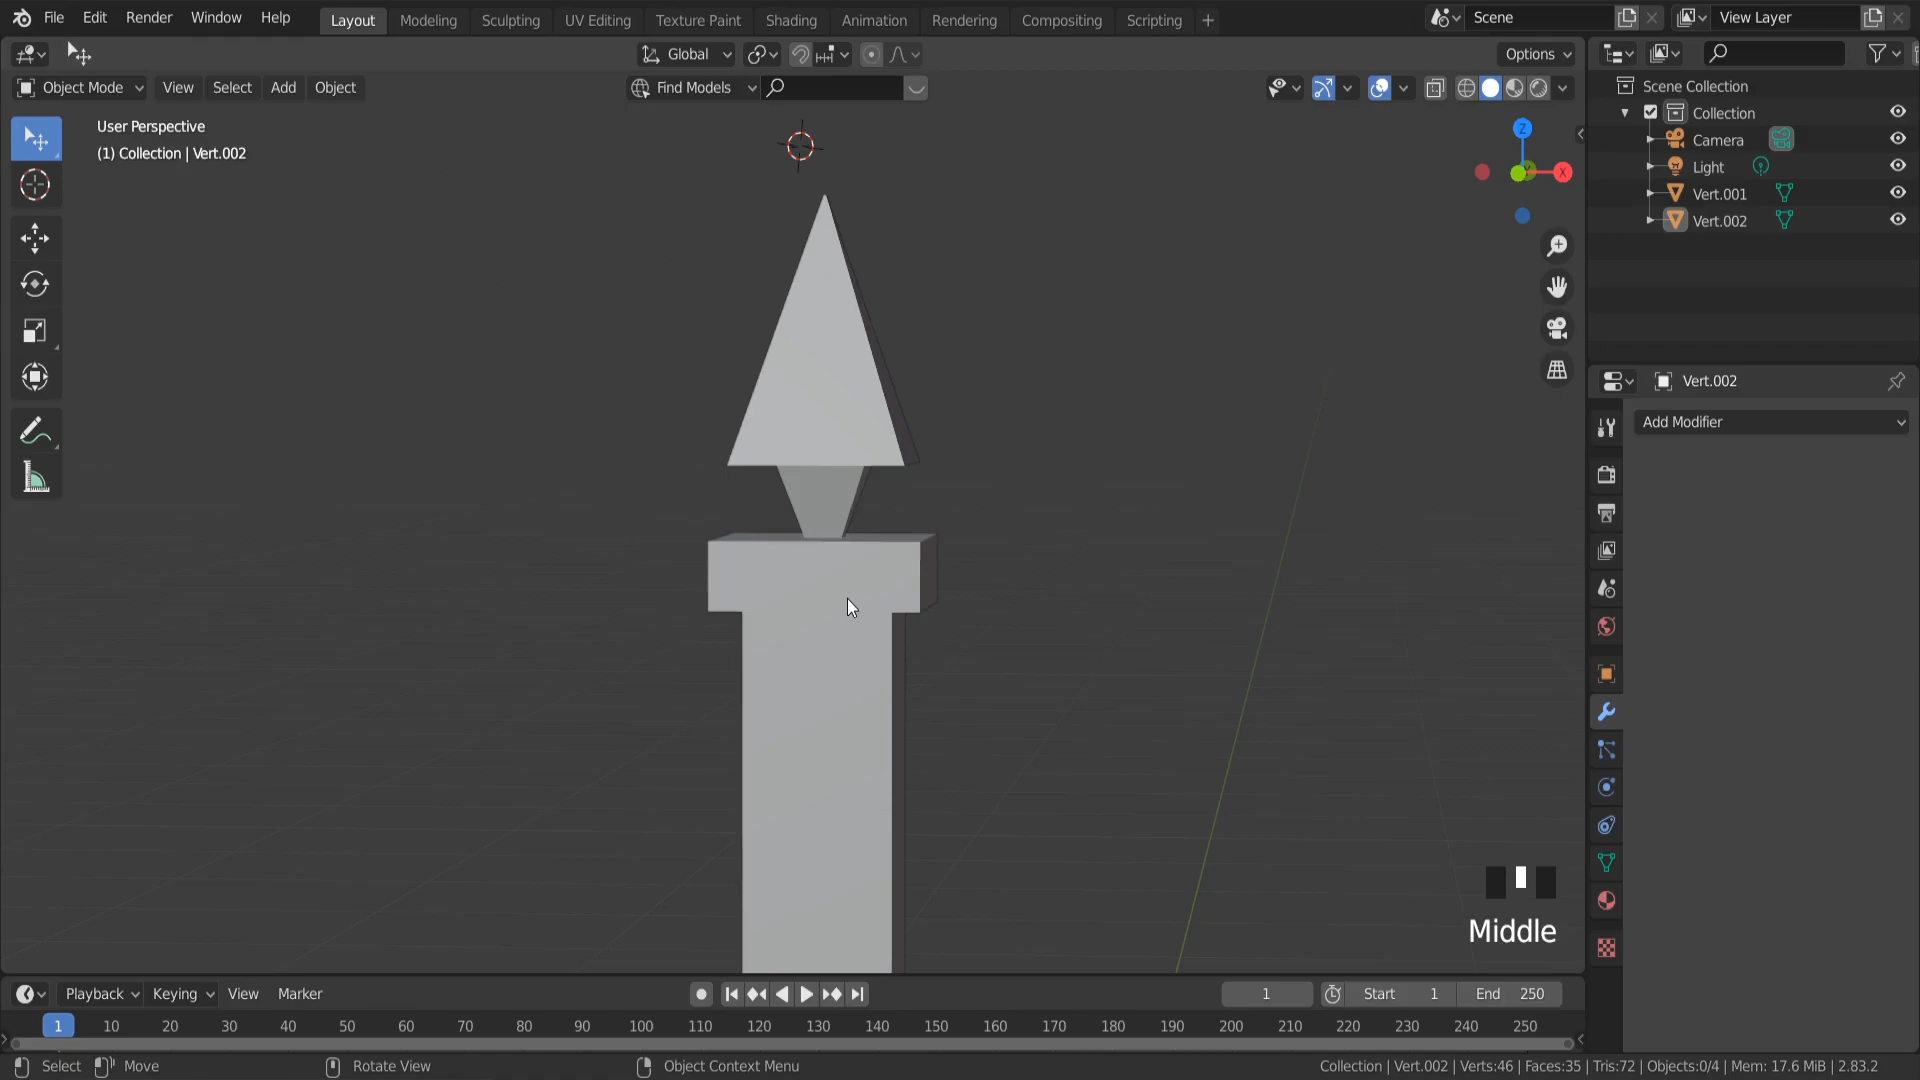 File Edit Render Window Help Layout Modeling Sculpting UV Editing Texture Paint Shading Animation Rendering Compositing Scripting + Scene View Layer
Global Options
Object Mode View Select Add Object Find Models
User Perspective
(1) Collection | Vert.002
Z
X
Scene Collection
Collection
Camera
Light
Vert.001
Vert.002
Vert.002
Add Modifier
Middle
Playback Keying View Marker 1 Start 1 End 250
1 10 20 30 40 50 60 70 80 90 100 110 120 130 140 150 160 170 180 190 200 210 220 230 240 250
Select Move Rotate View Object Context Menu Collection | Vert.002 | Verts:46 | Faces:35 | Tris:72 | Objects:0/4 | Mem: 17.6 MiB | 2.83.2